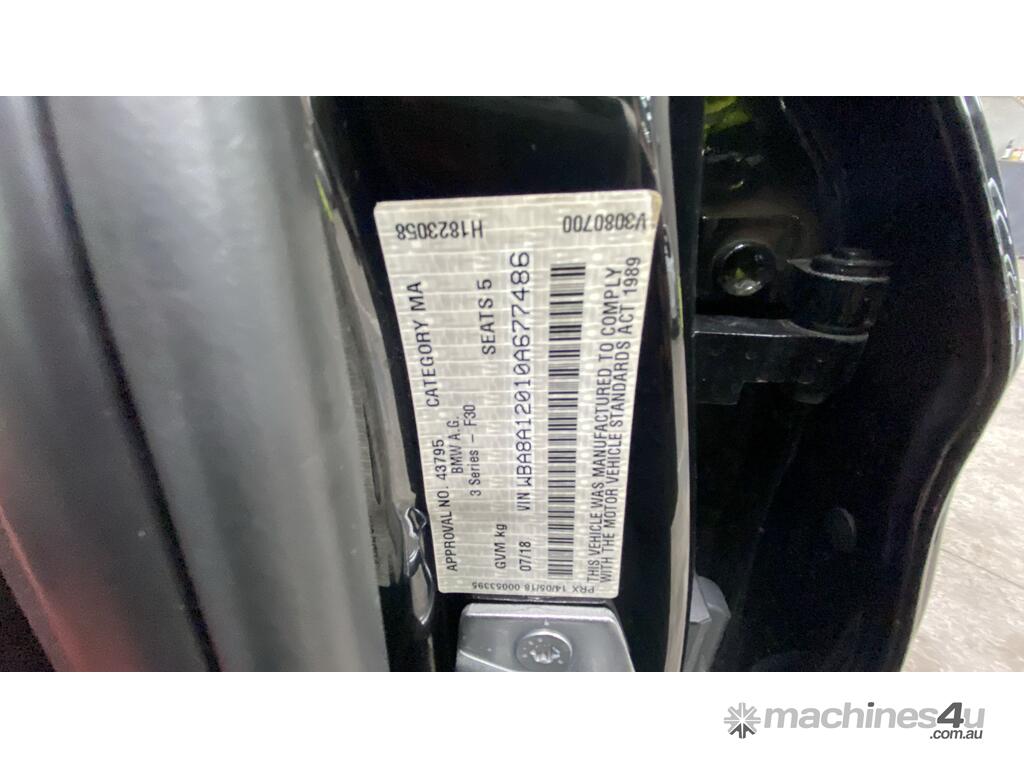 H1823058
V3080700
APPROVAL NO. 43795 CATEGORY MA
BMW A.G.
3 Series – F30
GVM kg SEATS 5
07/18 VIN WBA8A12010A677486
THIS VEHICLE WAS MANUFACTURED TO COMPLY
WITH THE MOTOR VEHICLE STANDARDS ACT 1989
PRX 14/05/18 00053395
machines4u
.com.au